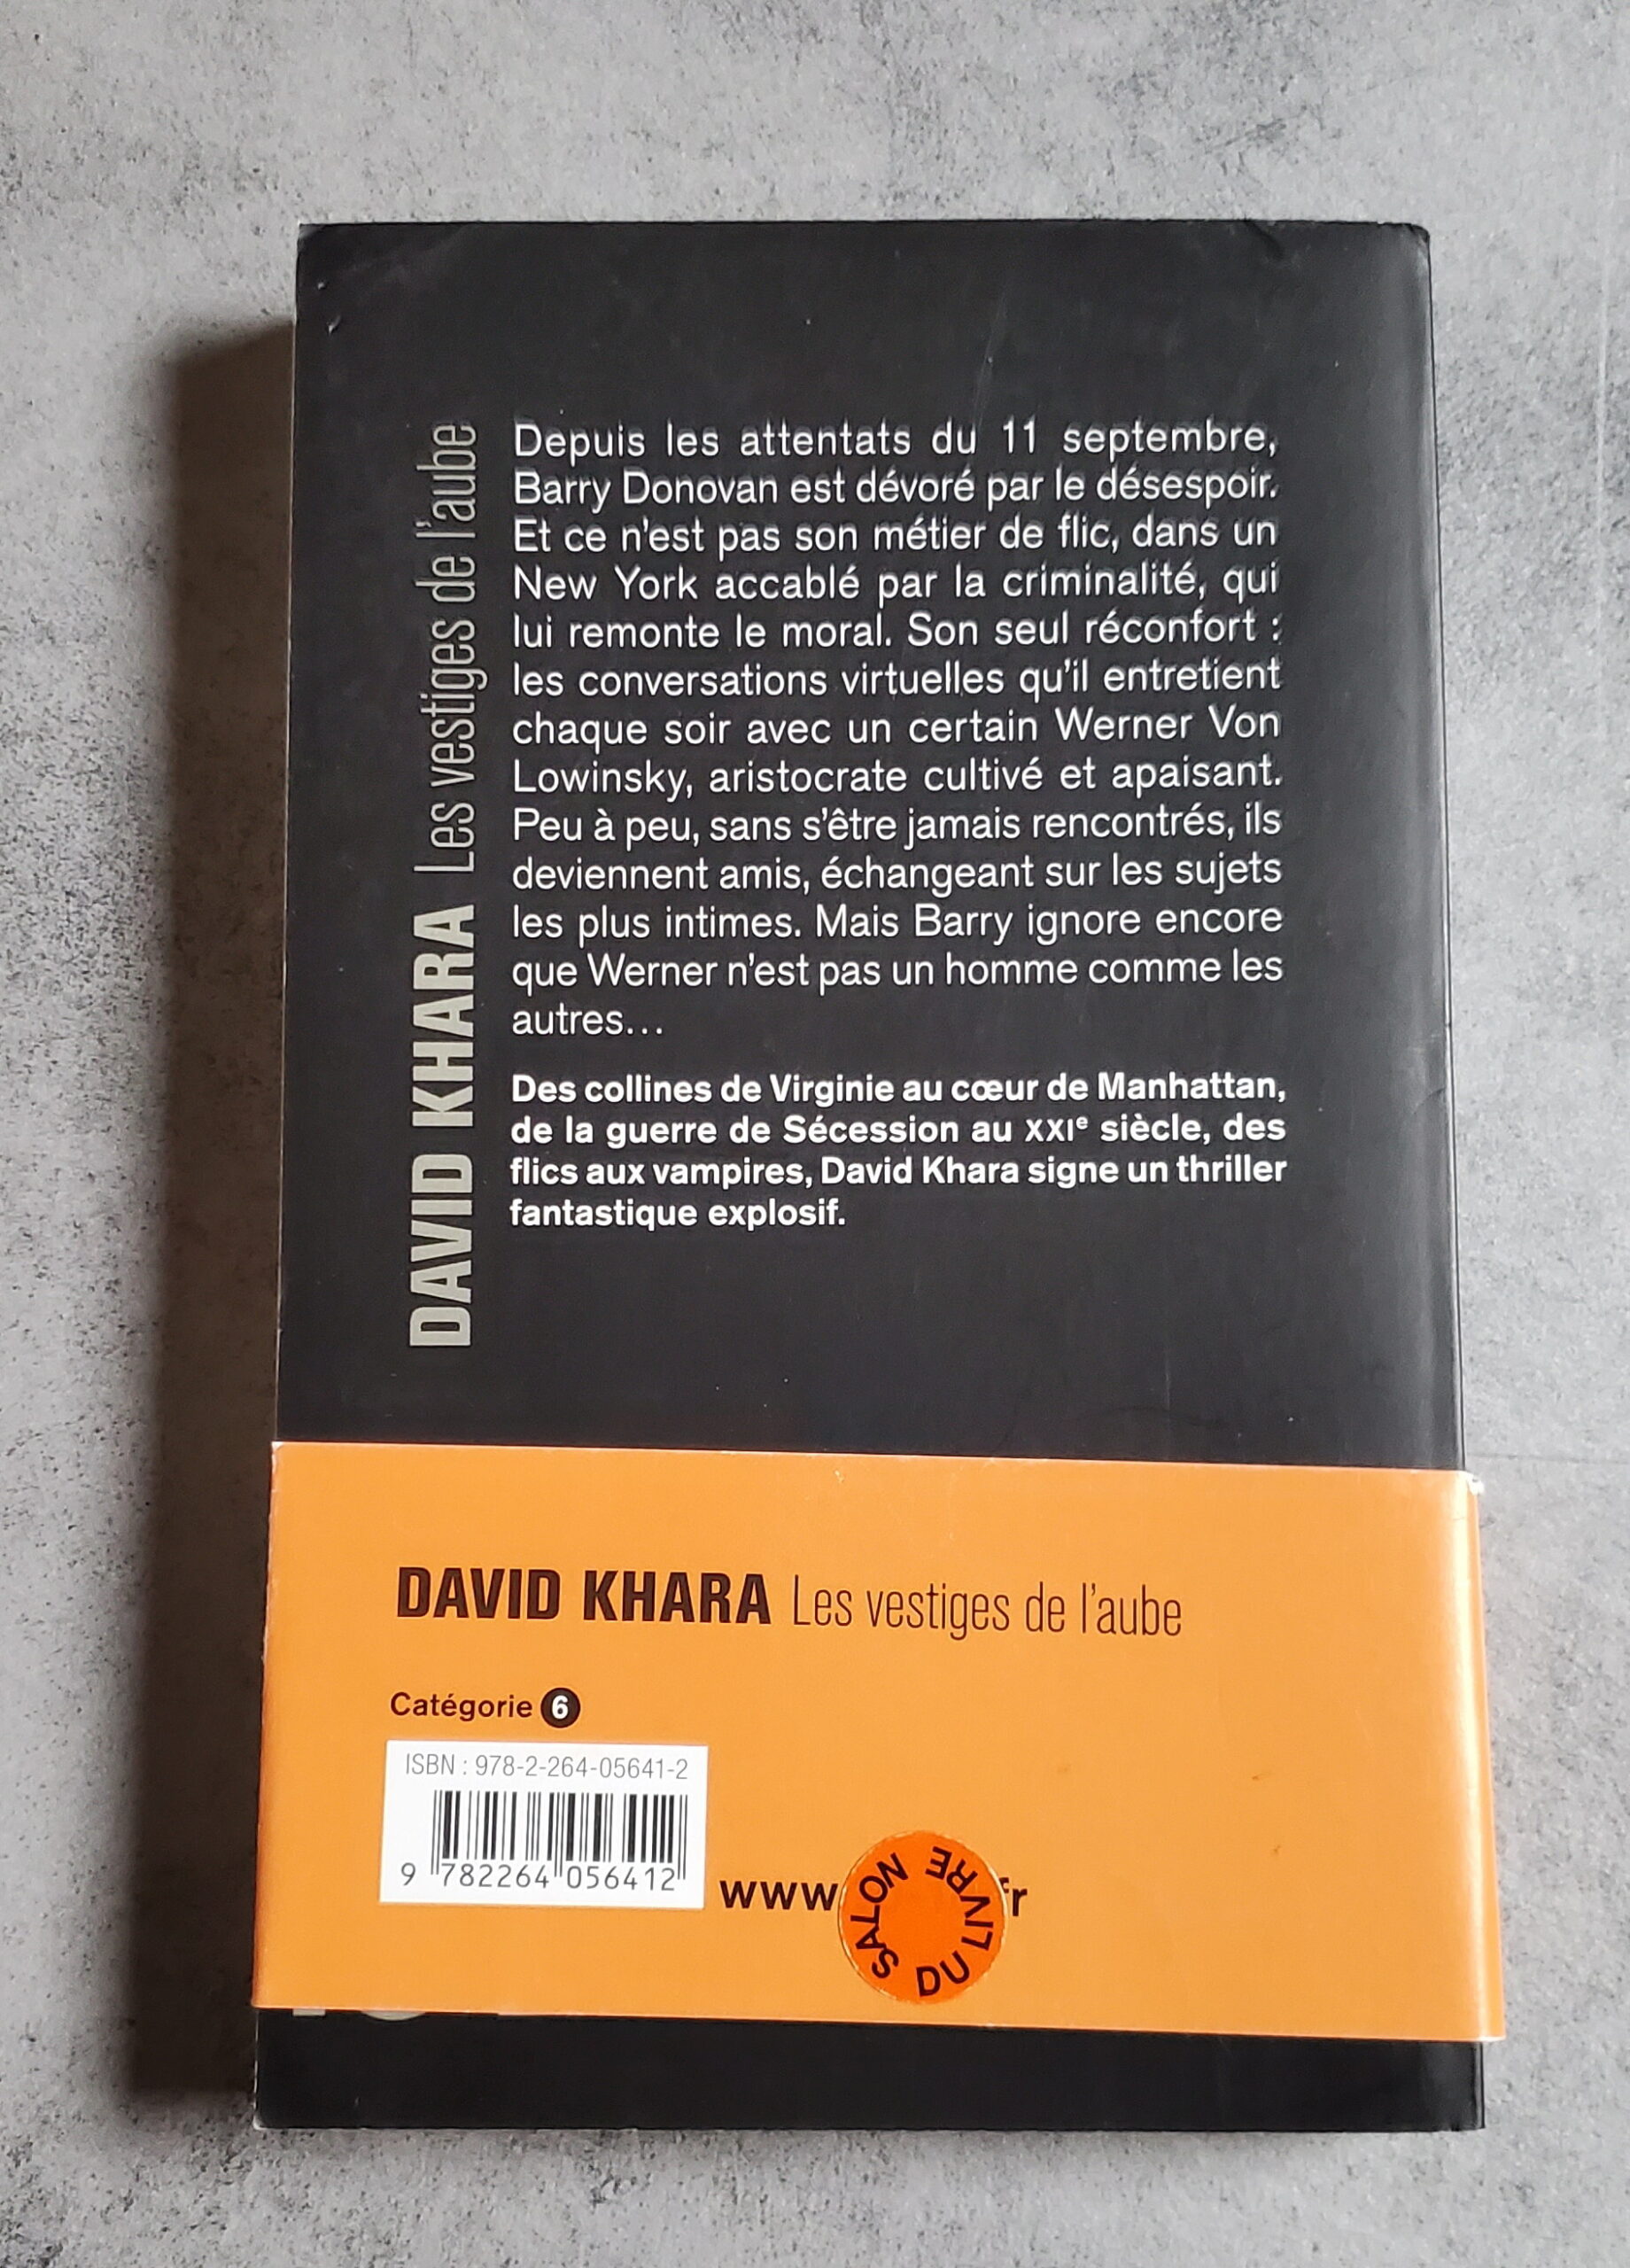 DAVID KHARA Les vestiges de l'aube
Depuis les attentats du 11 septembre,
Barry Donovan est dévoré par le désespoir.
Et ce n'est pas son métier de flic, dans un
New York accablé par la criminalité, qui
lui remonte le moral. Son seul réconfort :
les conversations virtuelles qu'il entretient
chaque soir avec un certain Werner Von
Lowinsky, aristocrate cultivé et apaisant.
Peu à peu, sans s'être jamais rencontrés, ils
deviennent amis, échangeant sur les sujets
les plus intimes. Mais Barry ignore encore
que Werner n'est pas un homme comme les
autres...
Des collines de Virginie au cœur de Manhattan,
de la guerre de Sécession au XXIe siècle, des
flics aux vampires, David Khara signe un thriller
fantastique explosif.
DAVID KHARA Les vestiges de l'aube
Catégorie 6
ISBN : 978-2-264-05641-2
9 782264 056412
www
SALON DU LIVRE